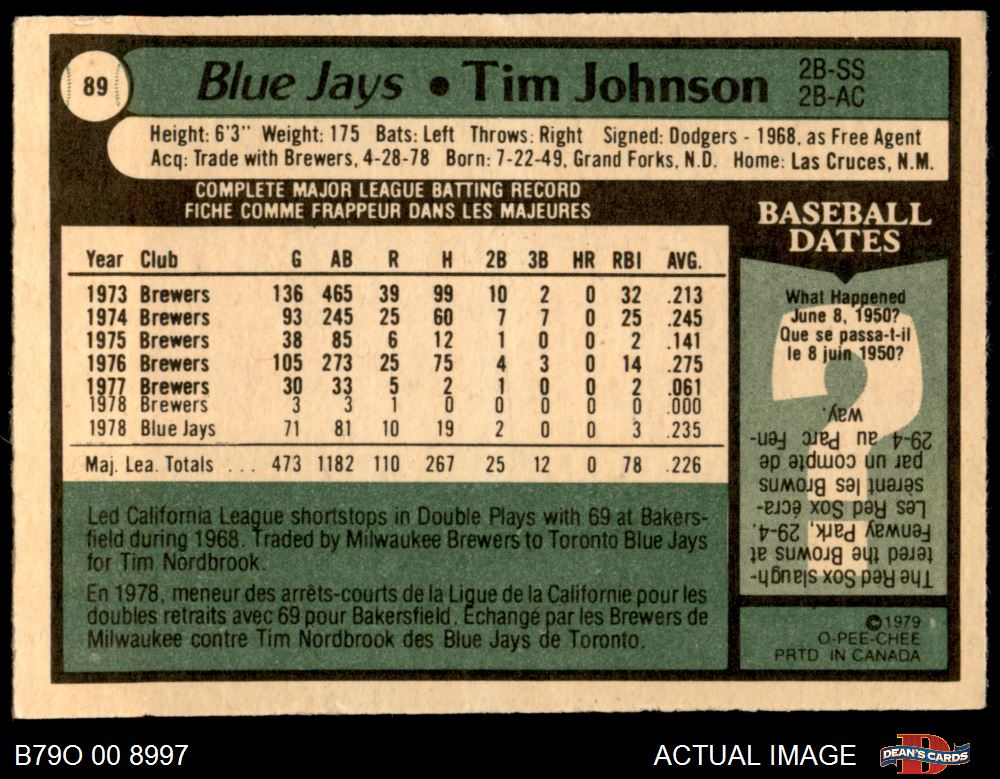 89
Blue Jays • Tim Johnson 2B-SS
2B-AC
Height: 6'3" Weight: 175 Bats: Left Throws: Right Signed: Dodgers - 1968, as Free Agent
Acq: Trade with Brewers, 4-28-78 Born: 7-22-49, Grand Forks, N.D. Home: Las Cruces, N.M.
COMPLETE MAJOR LEAGUE BATTING RECORD
FICHE COMME FRAPPEUR DANS LES MAJEURES
Year Club G AB R H 2B 3B HR RBI AVG.
1973 Brewers 136 465 39 99 10 2 0 32 .213
1974 Brewers 93 245 25 60 7 7 0 25 .245
1975 Brewers 38 85 6 12 1 0 0 2 .141
1976 Brewers 105 273 25 75 4 3 0 14 .275
1977 Brewers 30 33 5 2 1 0 0 2 .061
1978 Brewers 3 3 1 0 0 0 0 0 .000
1978 Blue Jays 71 81 10 19 2 0 0 3 .235
Maj. Lea. Totals ... 473 1182 110 267 25 12 0 78 .226
Led California League shortstops in Double Plays with 69 at Bakers-
field during 1968. Traded by Milwaukee Brewers to Toronto Blue Jays
for Tim Nordbrook.
En 1978, meneur des arrêts-courts de la Ligue de la Californie pour les
doubles retraits avec 69 pour Bakersfield. Échangé par les Brewers de
Milwaukee contre Tim Nordbrook des Blue Jays de Toronto.
BASEBALL
DATES
What Happened
June 8, 1950?
Que se passa-t-il
le 8 juin 1950?
The Red Sox slaugh-
tered the Browns at
Fenway Park, 29-4.
Les Red Sox écra-
sèrent les Browns
par un compte de
29-4 au Parc Fen-
way.
©1979
O-PEE-CHEE
PRTD IN CANADA
B79O 00 8997
ACTUAL IMAGE
D
DEAN'S CARDS